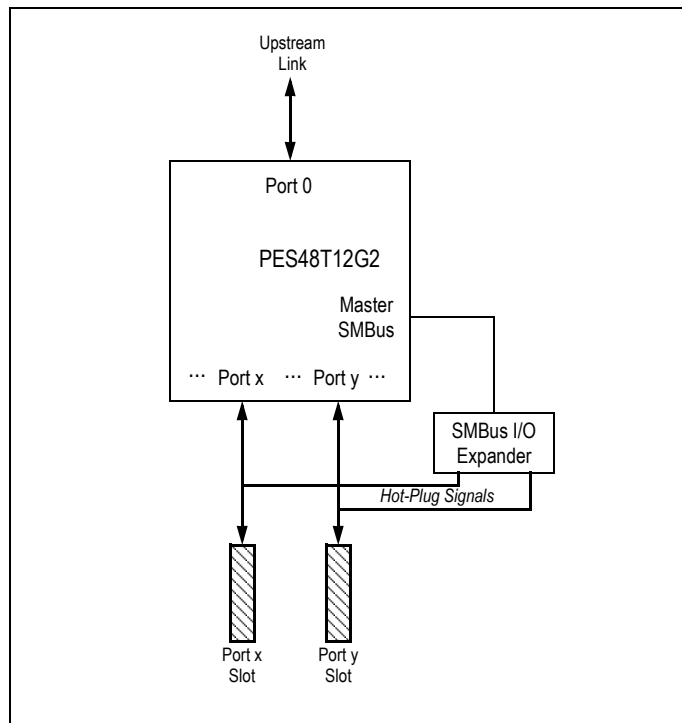 Upstream
Link
Port 0
PES48T12G2
Master
SMBus
... Port x ... Port y ...
SMBus I/O
Expander
Hot-Plug Signals
Port x
Slot
Port y
Slot